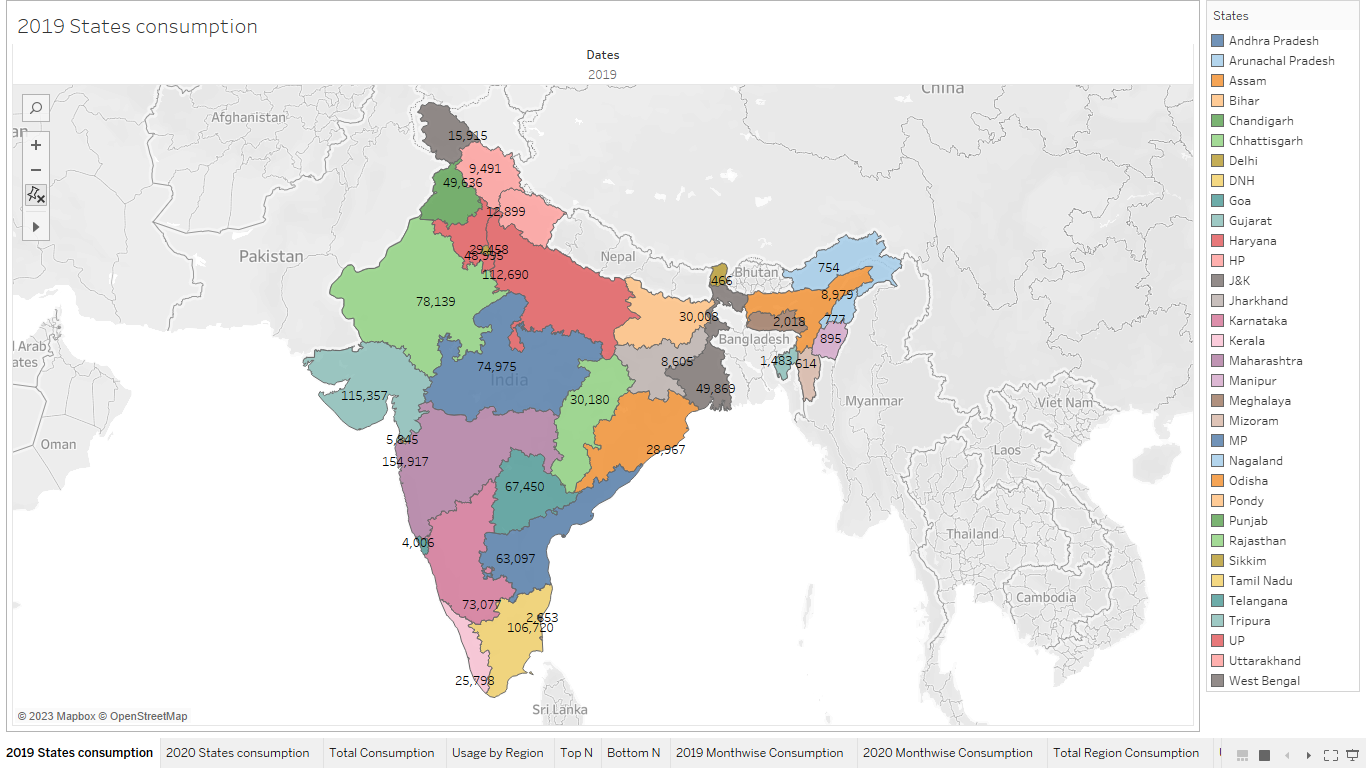 2019 States consumption
Dates
2019
China
Afghanistan
15,915
9,491
49,636
12,899
29,458
48,995
Pakistan
Nepal
Bhutan
754
466
112,690
78,139
8,979
30,008
2,018
777
Bangladesh
895
l Arab
ates
1,483
614
8,605
74,975
India
49,869
115,357
30,180
Myanmar
Viet Nam
5,845
Oman
154,917
28,967
Laos
67,450
4,006
Thailand
63,097
Cambodia
73,077
2,653
106,720
25,798
Sri Lanka
© 2023 Mapbox © OpenStreetMap
States
Andhra Pradesh
Arunachal Pradesh
Assam
Bihar
Chandigarh
Chhattisgarh
Delhi
DNH
Goa
Gujarat
Haryana
HP
J&K
Jharkhand
Karnataka
Kerala
Maharashtra
Manipur
Meghalaya
Mizoram
MP
Nagaland
Odisha
Pondy
Punjab
Rajasthan
Sikkim
Tamil Nadu
Telangana
Tripura
UP
Uttarakhand
West Bengal
2019 States consumption 2020 States consumption Total Consumption Usage by Region Top N Bottom N 2019 Monthwise Consumption 2020 Monthwise Consumption Total Region Consumption